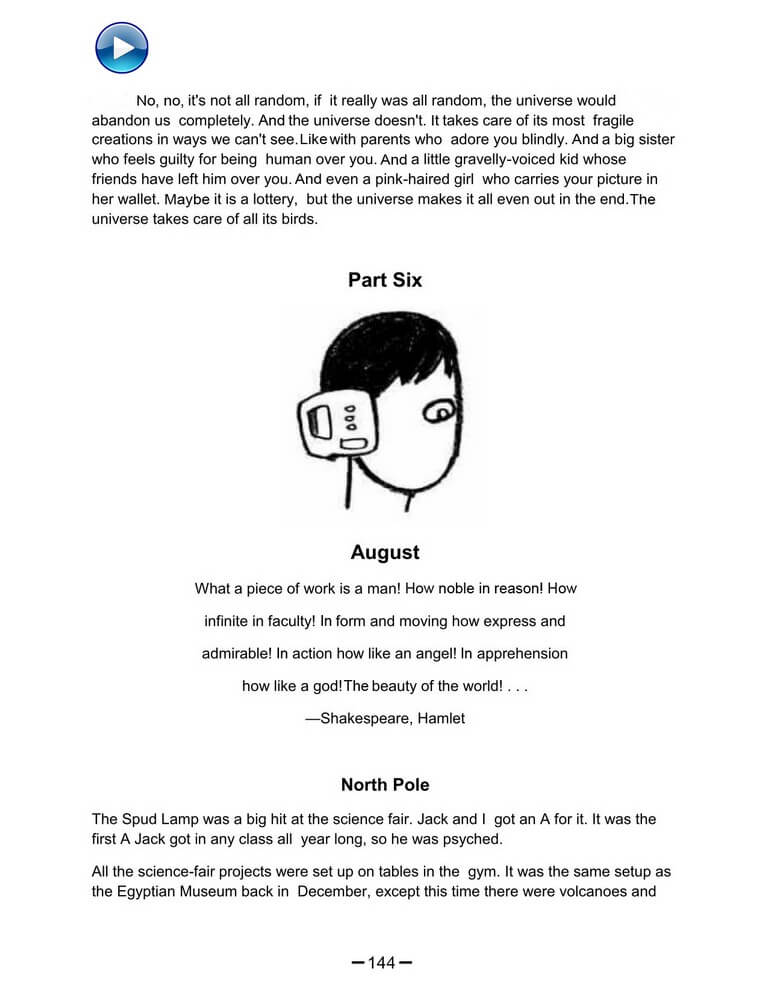 No, no, it's not all random, if it really was all random, the universe would
abandon us completely. And the universe doesn't. It takes care of its most fragile
creations in ways we can't see.Like with parents who adore you blindly. And a big sister
who feels guilty for being human over you. And a little gravelly-voiced kid whose
friends have left him over you. And even a pink-haired girl who carries your picture in
her wallet. Maybe it is a lottery, but the universe makes it all even out in the end.The
universe takes care of all its birds.
Part Six
August
What a piece of work is a man! How noble in reason! How
infinite in faculty! In form and moving how express and
admirable! In action how like an angel! In apprehension
how like a god!The beauty of the world! . . .
—Shakespeare, Hamlet
North Pole
The Spud Lamp was a big hit at the science fair. Jack and I got an A for it. It was the
first A Jack got in any class all year long, so he was psyched.
All the science-fair projects were set up on tables in the gym. It was the same setup as
the Egyptian Museum back in December, except this time there were volcanoes and
—144—